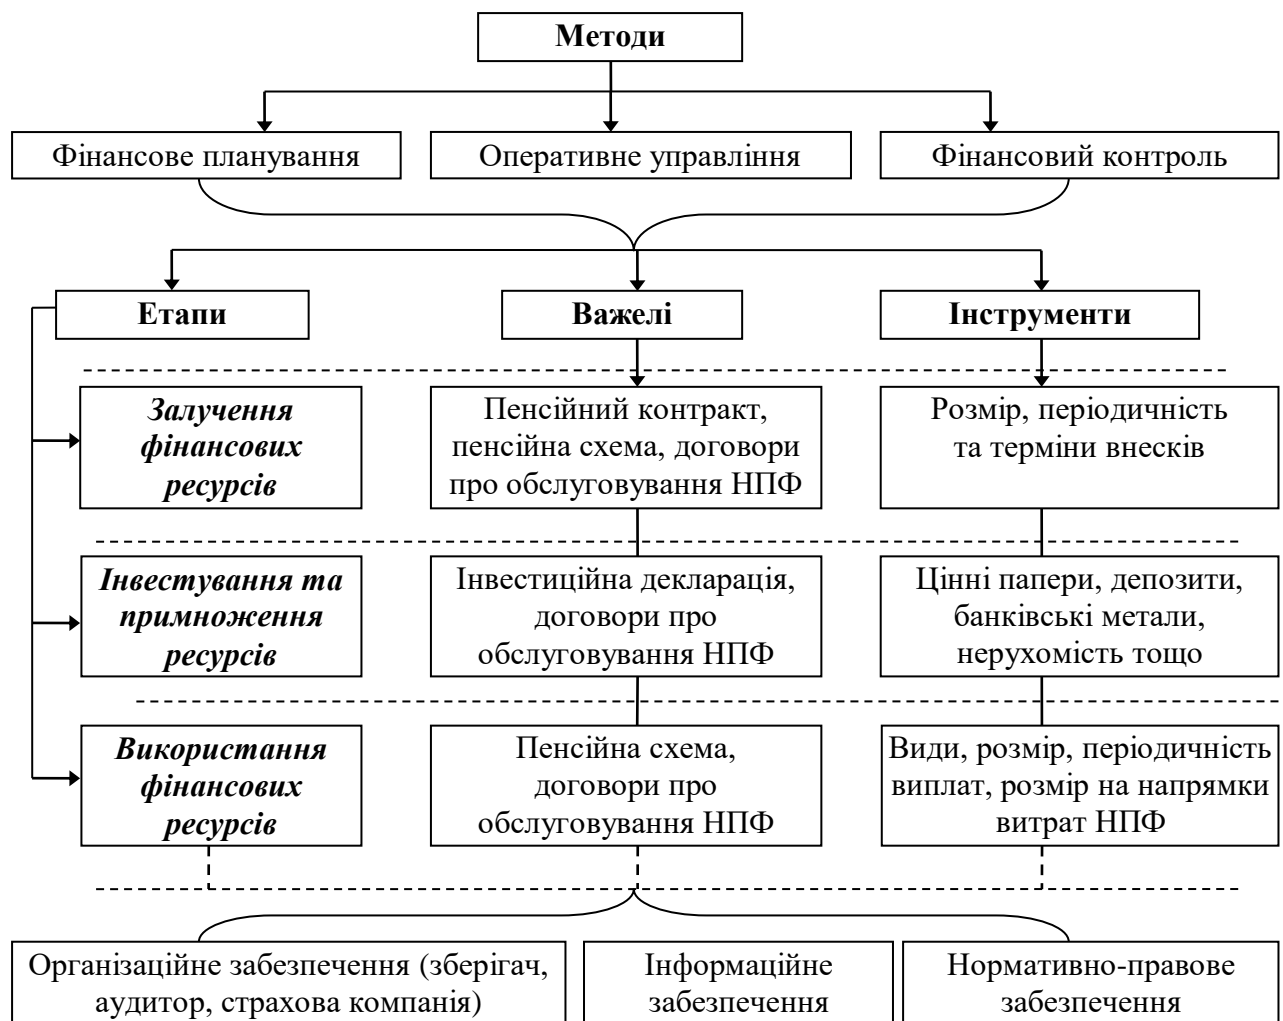 Методи
Фінансове планування
Оперативне управління
Фінансовий контроль
Етапи
Важелі
Інструменти
Залучення
фінансових
ресурсів
Пенсійний контракт,
пенсійна схема, договори
про обслуговування НПФ
Розмір, періодичність
та терміни внесків
Інвестування та
примноження
ресурсів
Інвестиційна декларація,
договори про
обслуговування НПФ
Цінні папери, депозити,
банківські метали,
нерухомість тощо
Використання
фінансових
ресурсів
Пенсійна схема,
договори про
обслуговування НПФ
Види, розмір, періодичність
виплат, розмір на напрямки
витрат НПФ
Організаційне забезпечення (зберігач,
аудитор, страхова компанія)
Інформаційне
забезпечення
Нормативно-правове
забезпечення